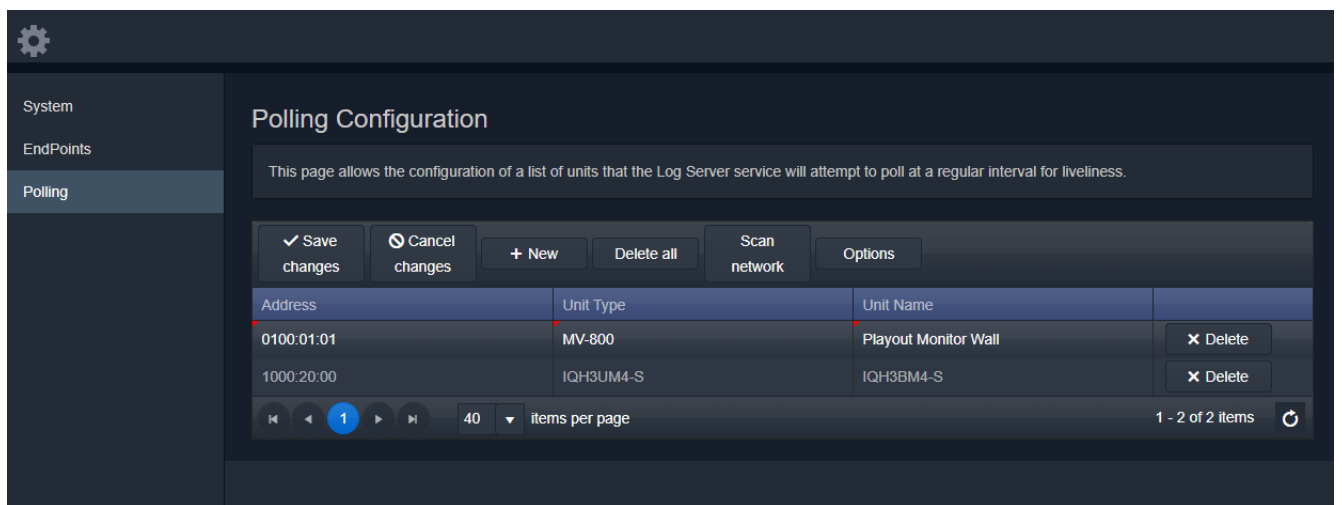 System
EndPoints
Polling
Polling Configuration
This page allows the configuration of a list of units that the Log Server service will attempt to poll at a regular interval for liveliness.
Save changes
Cancel changes
+ New
Delete all
Scan network
Options
Address Unit Type Unit Name
0100:01:01 MV-800 Playout Monitor Wall Delete
1000:20:00 IQH3UM4-S IQH3BM4-S Delete
1 40 items per page 1 - 2 of 2 items